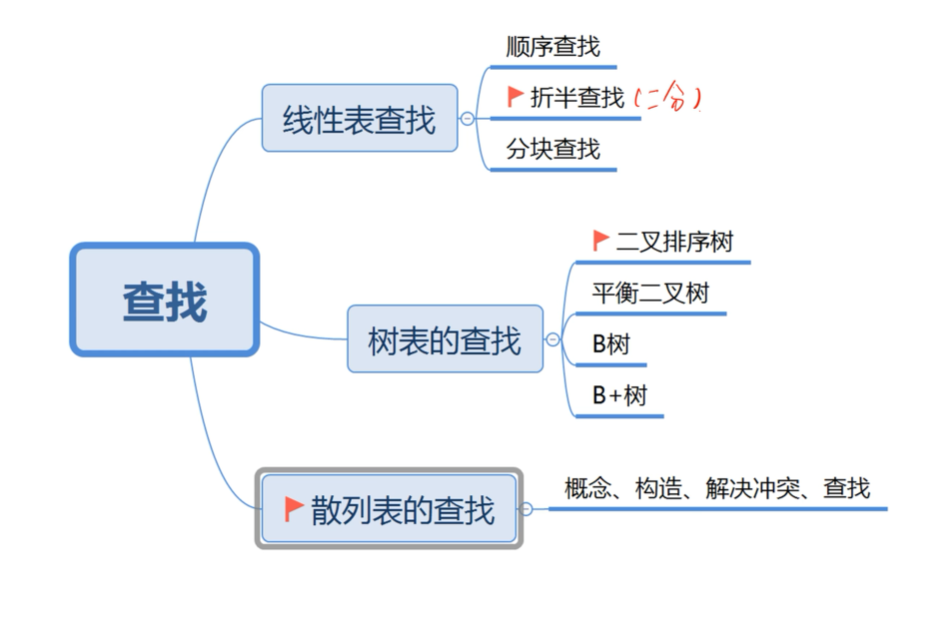 查找
线性表查找
顺序查找
折半查找 (二分)
分块查找
树表的查找
二叉排序树
平衡二叉树
B树
B+树
散列表的查找
概念、构造、解决冲突、查找